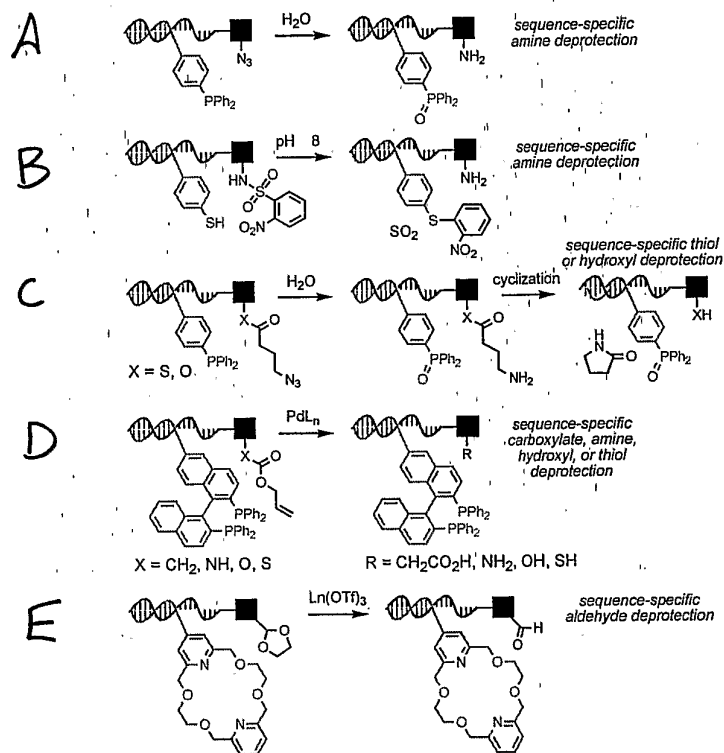 A
H2O
N3
PPh2
NH2
PPh2
O
sequence-specific
amine deprotection
B
pH 8
HN
O
S
O
NO2
SH
NH2
S
SO2
NO2
sequence-specific
amine deprotection
C
H2O
X
O
PPh2
N3
X = S, O
X
O
PPh2
O
NH2
cyclization
sequence-specific thiol
or hydroxyl deprotection
XH
H
N
O
PPh2
O
D
PdLn
X
O
O
PPh2
PPh2
X = CH2, NH, O, S
R
PPh2
PPh2
R = CH2CO2H, NH2, OH, SH
sequence-specific
carboxylate, amine,
hydroxyl, or thiol
deprotection
E
Ln(OTf)3
O
O
N
O
O
O
O
N
O
H
N
O
O
O
O
N
sequence-specific
aldehyde deprotection